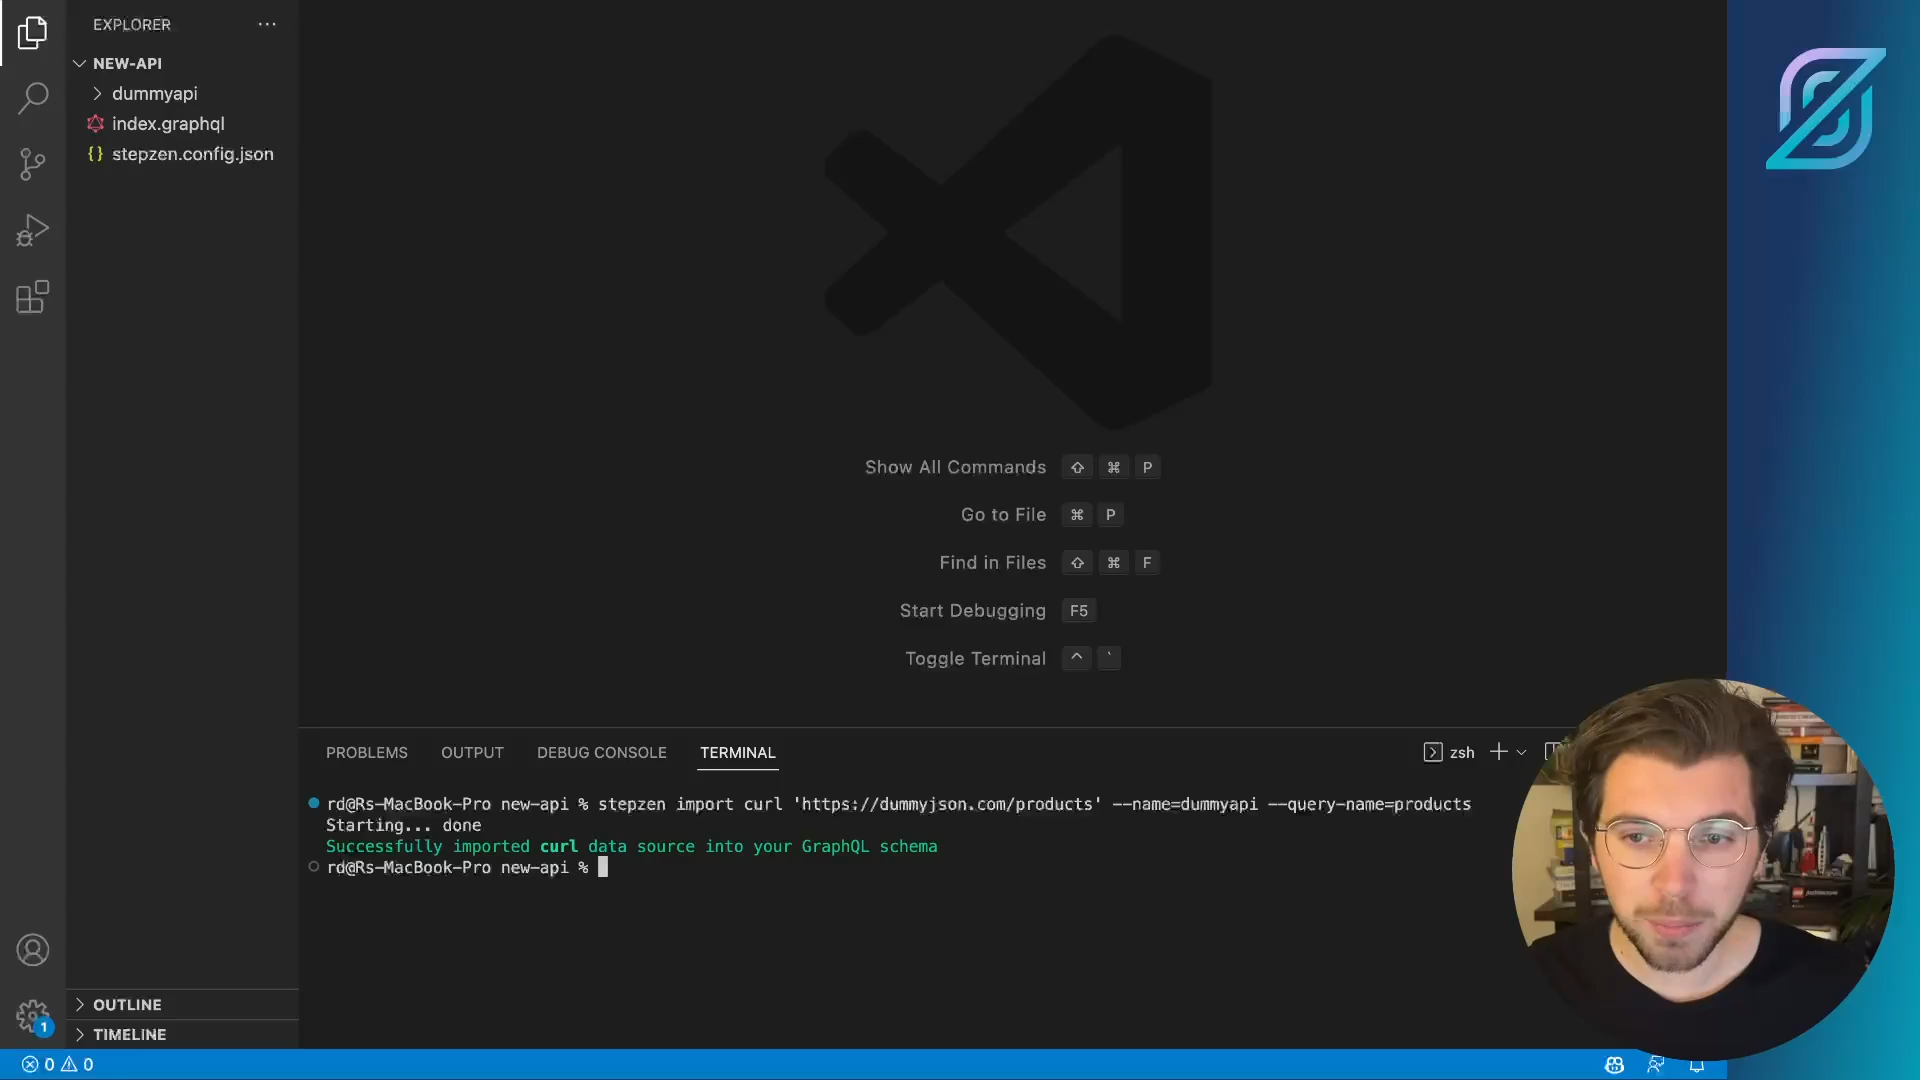 EXPLORER
NEW-API
dummyapi
index.graphql
{} stepzen.config.json
Show All Commands ⇧ ⌘ P
Go to File ⌘ P
Find in Files ⇧ ⌘ F
Start Debugging F5
Toggle Terminal ^ `
PROBLEMS OUTPUT DEBUG CONSOLE TERMINAL
zsh
rd@Rs-MacBook-Pro new-api % stepzen import curl 'https://dummyjson.com/products' --name=dummyapi --query-name=products
Starting... done
Successfully imported curl data source into your GraphQL schema
rd@Rs-MacBook-Pro new-api %
OUTLINE
TIMELINE
1
0 0